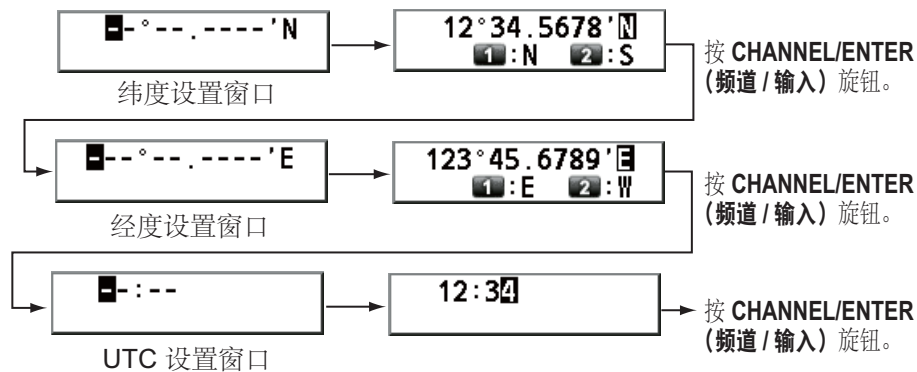 --°--.----'N
12°34.5678'N
1:N 2:S
纬度设置窗口
按 CHANNEL/ENTER
（频道 / 输入）旋钮。
---°--.----'E
123°45.6789'E
1:E 2:W
经度设置窗口
按 CHANNEL/ENTER
（频道 / 输入）旋钮。
--:--
12:34
UTC 设置窗口
按 CHANNEL/ENTER
（频道 / 输入）旋钮。